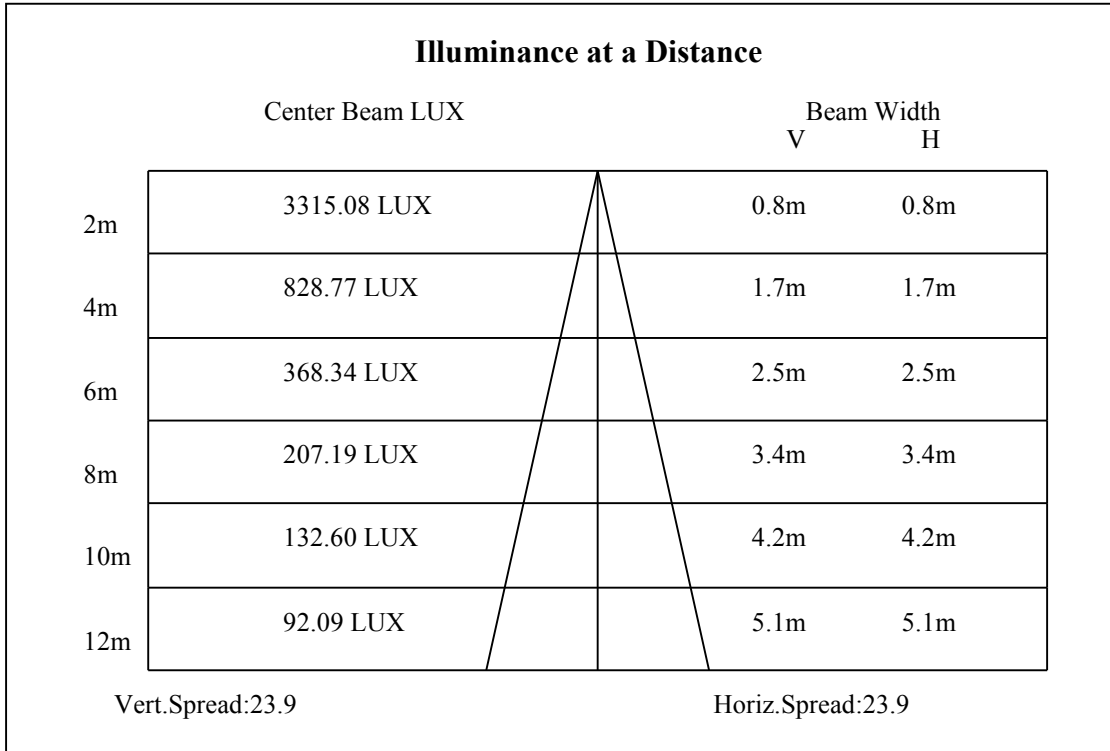 Illuminance at a Distance
Center Beam LUX Beam Width
V H
2m 3315.08 LUX 0.8m 0.8m
4m 828.77 LUX 1.7m 1.7m
6m 368.34 LUX 2.5m 2.5m
8m 207.19 LUX 3.4m 3.4m
10m 132.60 LUX 4.2m 4.2m
12m 92.09 LUX 5.1m 5.1m
Vert.Spread:23.9 Horiz.Spread:23.9